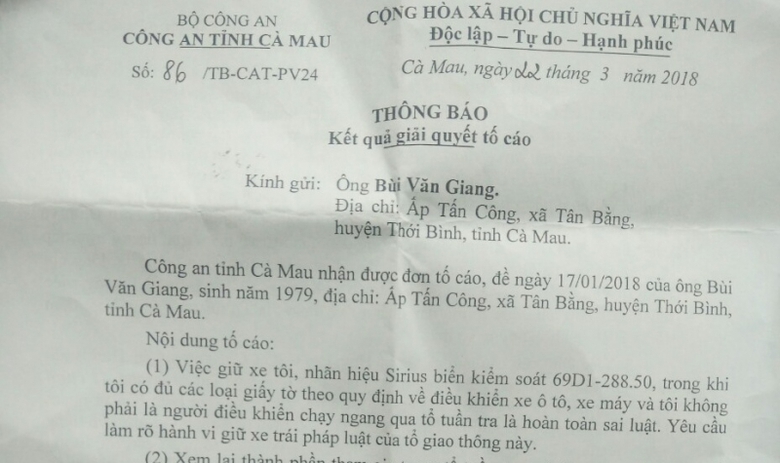 BỘ CÔNG AN
CÔNG AN TỈNH CÀ MAU
Số: 86 /TB-CAT-PV24
CỘNG HÒA XÃ HỘI CHỦ NGHĨA VIỆT NAM
Độc lập – Tự do – Hạnh phúc
Cà Mau, ngày 22 tháng 3 năm 2018
THÔNG BÁO
Kết quả giải quyết tố cáo
Kính gửi: Ông Bùi Văn Giang.
Địa chỉ: Ấp Tấn Công, xã Tân Bằng,
huyện Thới Bình, tỉnh Cà Mau.
Công an tỉnh Cà Mau nhận được đơn tố cáo, đề ngày 17/01/2018 của ông Bùi
Văn Giang, sinh năm 1979, địa chỉ: Ấp Tấn Công, xã Tân Bằng, huyện Thới Bình,
tỉnh Cà Mau.
Nội dung tố cáo:
(1) Việc giữ xe tôi, nhãn hiệu Sirius biển kiểm soát 69D1-288.50, trong khi
tôi có đủ các loại giấy tờ theo quy định về điều khiển xe ô tô, xe máy và tôi không
phải là người điều khiển chạy ngang qua tổ tuần tra là hoàn toàn sai luật. Yêu cầu
làm rõ hành vi giữ xe trái pháp luật của tổ giao thông này.
(2) Xem lại thành phần